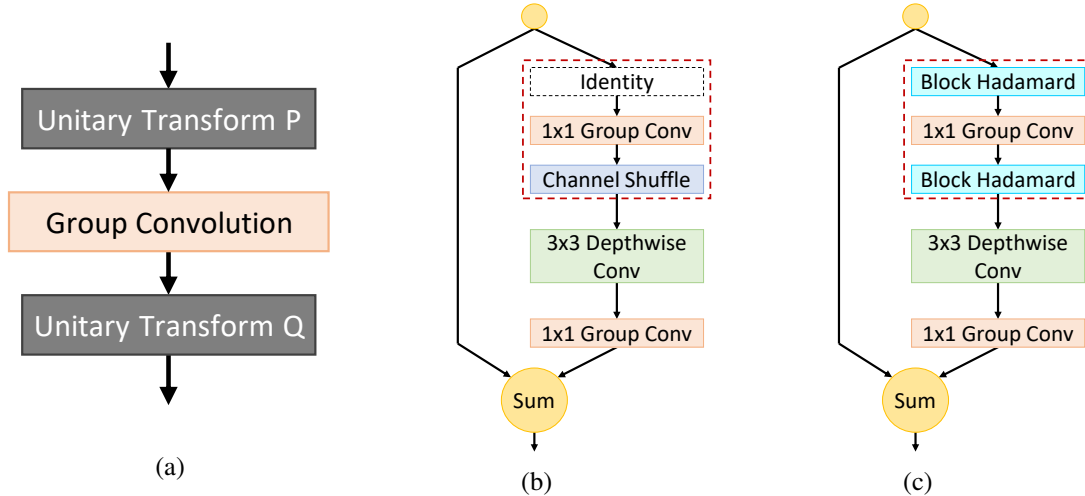 Unitary Transform P
Group Convolution
Unitary Transform Q
(a)
Identity
1x1 Group Conv
Channel Shuffle
3x3 Depthwise
Conv
1x1 Group Conv
Sum
(b)
Block Hadamard
1x1 Group Conv
Block Hadamard
3x3 Depthwise
Conv
1x1 Group Conv
Sum
(c)